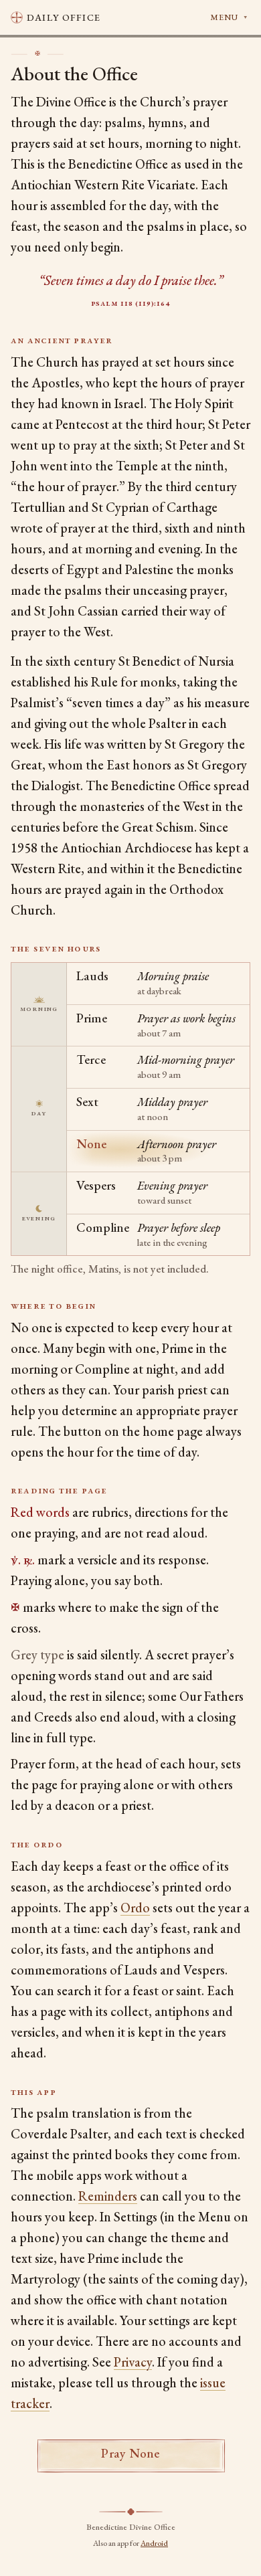 DAILY OFFICE
MENU
About the Office
The Divine Office is the Church’s prayer
through the day: psalms, hymns, and
prayers said at set hours, morning to night.
This is the Benedictine Office as used in the
Antiochian Western Rite Vicariate. Each
hour is assembled for the day, with the
feast, the season and the psalms in place, so
you need only begin.
“Seven times a day do I praise thee.”
PSALM 118 (119):164
AN ANCIENT PRAYER
The Church has prayed at set hours since
the Apostles, who kept the hours of prayer
they had known in Israel. The Holy Spirit
came at Pentecost at the third hour; St Peter
went up to pray at the sixth; St Peter and St
John went into the Temple at the ninth,
“the hour of prayer.” By the third century
Tertullian and St Cyprian of Carthage
wrote of prayer at the third, sixth and ninth
hours, and at morning and evening. In the
deserts of Egypt and Palestine the monks
made the psalms their unceasing prayer,
and St John Cassian carried their way of
prayer to the West.
In the sixth century St Benedict of Nursia
established his Rule for monks, taking the
Psalmist’s “seven times a day” as his measure
and giving out the whole Psalter in each
week. His life was written by St Gregory the
Great, whom the East honors as St Gregory
the Dialogist. The Benedictine Office spread
through the monasteries of the West in the
centuries before the Great Schism. Since
1958 the Antiochian Archdiocese has kept a
Western Rite, and within it the Benedictine
hours are prayed again in the Orthodox
Church.
THE SEVEN HOURS
MORNING
Lauds Morning praise
at daybreak
Prime Prayer as work begins
about 7 am
DAY
Terce Mid-morning prayer
about 9 am
Sext Midday prayer
at noon
None Afternoon prayer
about 3 pm
EVENING
Vespers Evening prayer
toward sunset
Compline Prayer before sleep
late in the evening
The night office, Matins, is not yet included.
WHERE TO BEGIN
No one is expected to keep every hour at
once. Many begin with one, Prime in the
morning or Compline at night, and add
others as they can. Your parish priest can
help you determine an appropriate prayer
rule. The button on the home page always
opens the hour for the time of day.
READING THE PAGE
Red words are rubrics, directions for the
one praying, and are not read aloud.
℣. ℟. mark a versicle and its response.
Praying alone, you say both.
✠ marks where to make the sign of the
cross.
Grey type is said silently. A secret prayer’s
opening words stand out and are said
aloud, the rest in silence; some Our Fathers
and Creeds also end aloud, with a closing
line in full type.
Prayer form, at the head of each hour, sets
the page for praying alone or with others
led by a deacon or a priest.
THE ORDO
Each day keeps a feast or the office of its
season, as the archdiocese’s printed ordo
appoints. The app’s Ordo sets out the year a
month at a time: each day’s feast, rank and
color, its fasts, and the antiphons and
commemorations of Lauds and Vespers.
You can search it for a feast or saint. Each
has a page with its collect, antiphons and
versicles, and when it is kept in the years
ahead.
THIS APP
The psalm translation is from the
Coverdale Psalter, and each text is checked
against the printed books they come from.
The mobile apps work without a
connection. Reminders can call you to the
hours you keep. In Settings (in the Menu on
a phone) you can change the theme and
text size, have Prime include the
Martyrology (the saints of the coming day),
and show the office with chant notation
where it is available. Your settings are kept
on your device. There are no accounts and
no advertising. See Privacy. If you find a
mistake, please tell us through the issue
tracker.
Pray None
Benedictine Divine Office
Also an app for Android